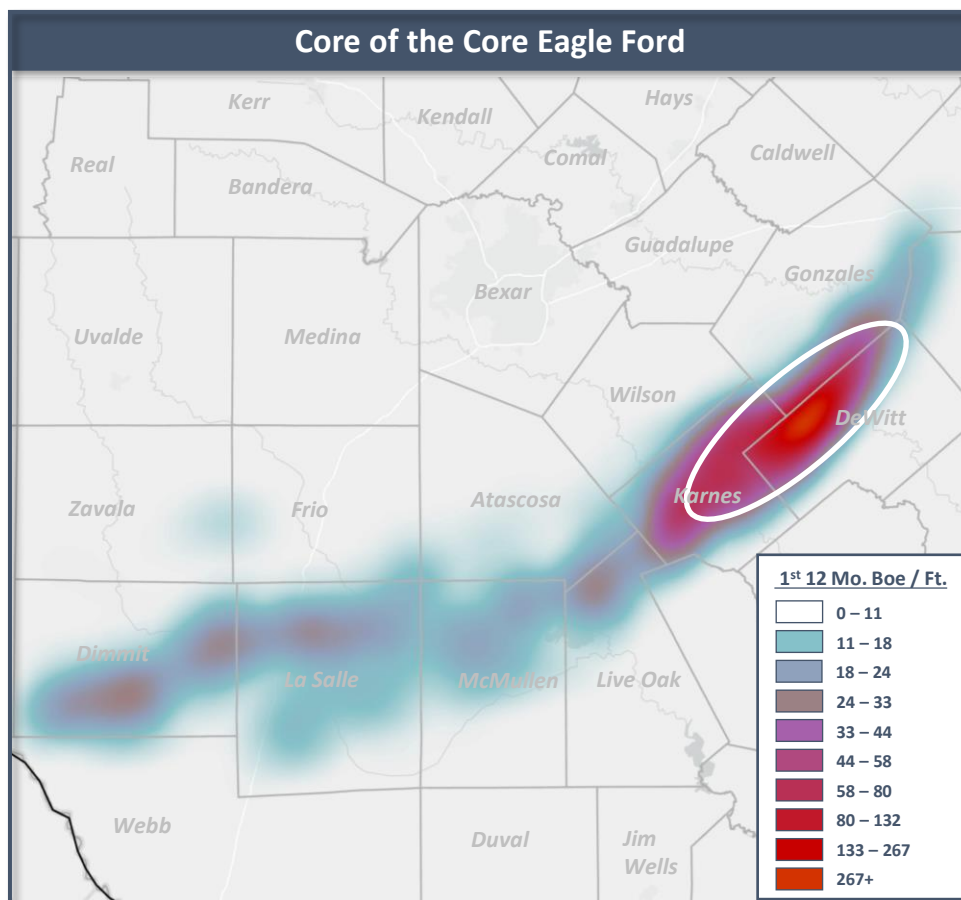 Core of the Core Eagle Ford
Kerr
Kendall
Hays
Real
Bandera
Comal
Caldwell
Guadalupe
Gonzales
Bexar
Uvalde
Medina
Wilson
DeWitt
Zavala
Frio
Atascosa
Karnes
Dimmit
La Salle
McMullen
Live Oak
Webb
Duval
Jim
Wells
1st 12 Mo. Boe / Ft.
0 – 11
11 – 18
18 – 24
24 – 33
33 – 44
44 – 58
58 – 80
80 – 132
133 – 267
267+